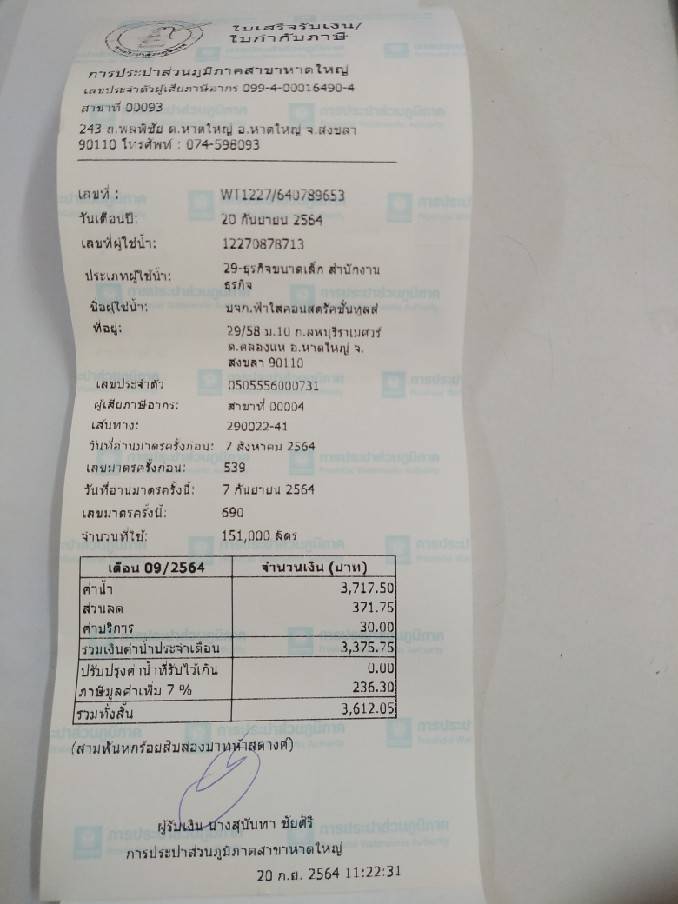 ใบเสร็จรับเงิน/
ใบกำกับภาษี
การประปาส่วนภูมิภาคสาขาหาดใหญ่
เลขประจำตัวผู้เสียภาษีอากร 099-4-00016490-4
สาขาที่ 00093
243 ถ.พลพิชัย ต.หาดใหญ่ อ.หาดใหญ่ จ.สงขลา
90110 โทรศัพท์ : 074-598093
เลขที่ : WT1227/640789653
วันเดือนปี: 20 กันยายน 2564
เลขที่ผู้ใช้น้ำ: 12270878713
ประเภทผู้ใช้น้ำ: 29-ธุรกิจขนาดเล็ก สำนักงาน
ธุรกิจ
ชื่อผู้ใช้น้ำ: บจก.ฟ้าใสคอนสตรัคชั่นทูลส์
ที่อยู่: 29/58 ม.10 ถ.ลพบุรีราเมศวร์
ต.คลองแห อ.หาดใหญ่ จ.
สงขลา 90110
เลขประจำตัว 0505556000731
ผู้เสียภาษีอากร: สาขาที่ 00004
เส้นทาง: 290022-41
วันที่อ่านมาตรครั้งก่อน: 7 สิงหาคม 2564
เลขมาตรครั้งก่อน: 539
วันที่อ่านมาตรครั้งนี้: 7 กันยายน 2564
เลขมาตรครั้งนี้: 690
จำนวนที่ใช้: 151,000 ลิตร
เดือน 09/2564 จำนวนเงิน (บาท)
ค่าน้ำ 3,717.50
ส่วนลด 371.75
ค่าบริการ 30.00
รวมเงินค่าน้ำประจำเดือน 3,375.75
ปรับปรุงค่าน้ำที่รับไว้เกิน 0.00
ภาษีมูลค่าเพิ่ม 7 % 236.30
รวมทั้งสิ้น 3,612.05
(สามพันหกร้อยสิบสองบาทห้าสตางค์)
ผู้รับเงิน นางสุนันทา ชัยศิริ
การประปาส่วนภูมิภาคสาขาหาดใหญ่
20 ก.ย. 2564 11:22:31